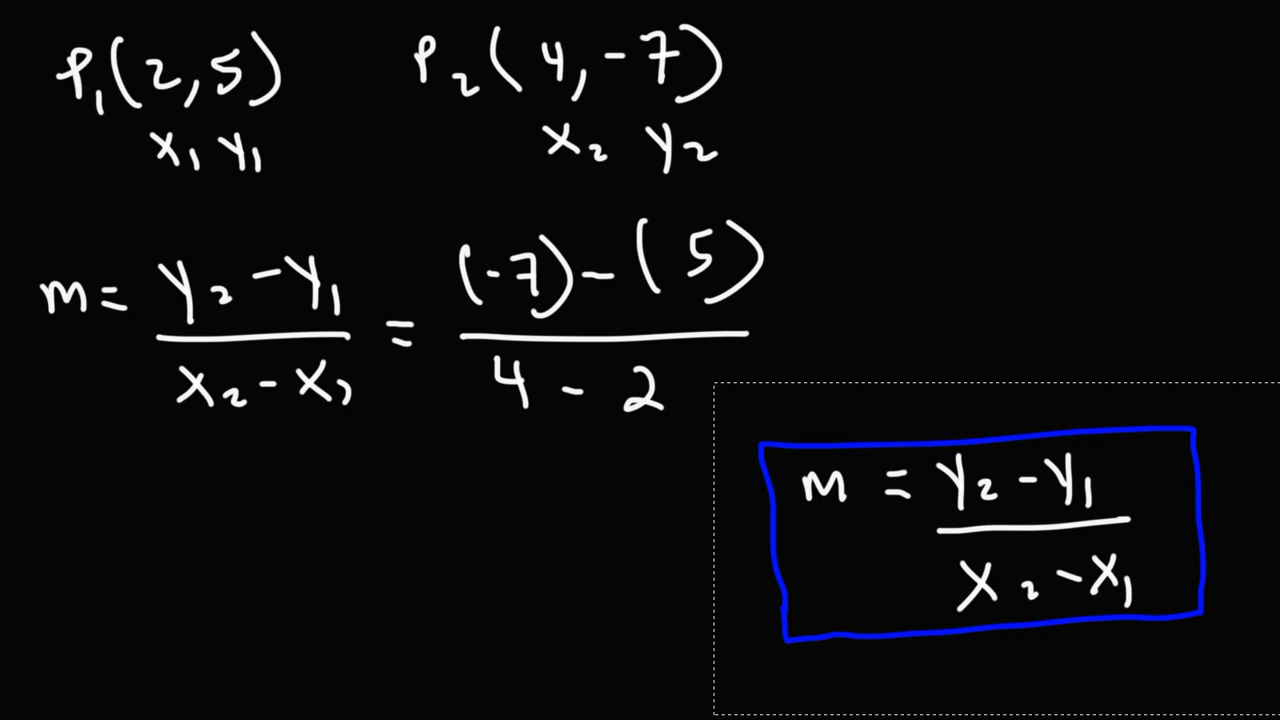 P₁(2,5) P₂(4,-7)
x₁ y₁ x₂ y₂
m = y₂ - y₁ / x₂ - x₁ = (-7) - (5) / 4 - 2
m = y₂ - y₁ / x₂ - x₁